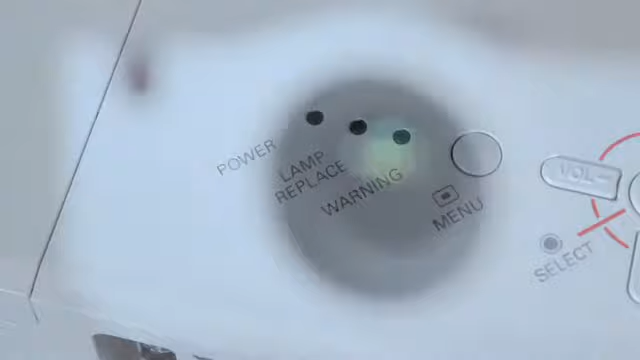 POWER
LAMP
REPLACE
WARNING
MENU
VOL-
SELECT